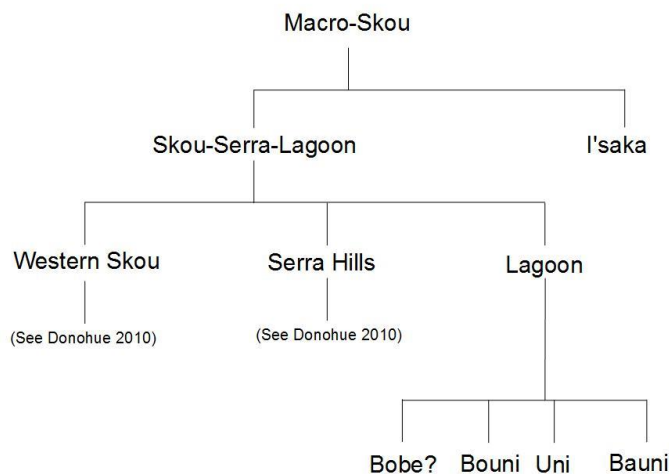 Macro-Skou
Skou-Serra-Lagoon
I'saka
Western Skou
Serra Hills
Lagoon
(See Donohue 2010)
(See Donohue 2010)
Bobe?
Bouni
Uni
Bauni